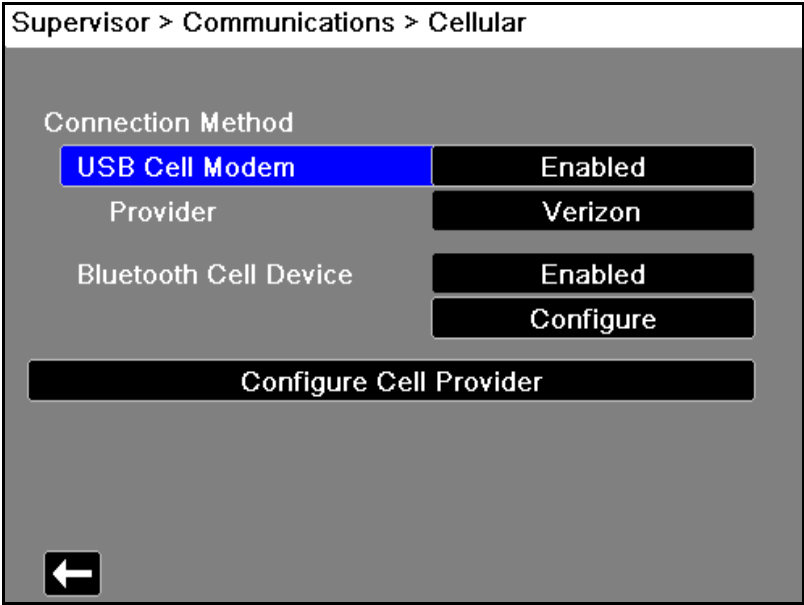 Supervisor > Communications > Cellular
Connection Method
USB Cell Modem Enabled
Provider Verizon
Bluetooth Cell Device Enabled
Configure
Configure Cell Provider